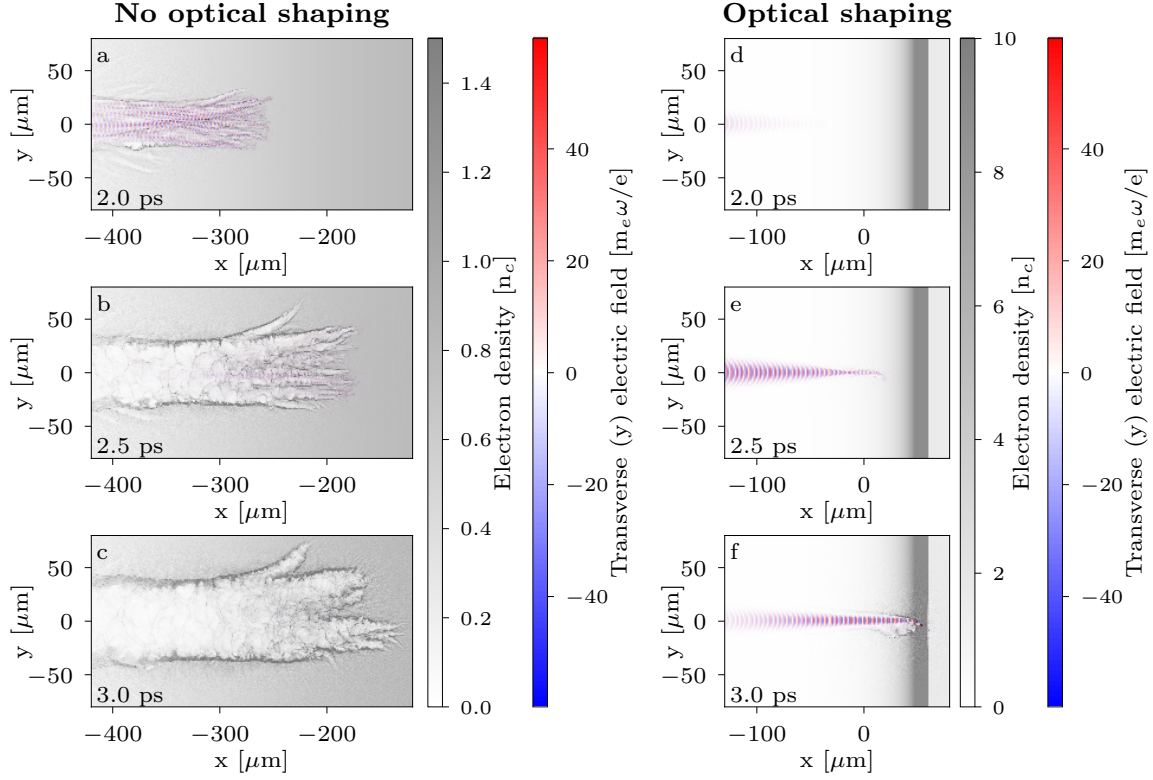 No optical shaping
Optical shaping
a
50
0
−50
y [μm]
2.0 ps
−400
−300
−200
x [μm]
b
50
0
−50
y [μm]
2.5 ps
−400
−300
−200
x [μm]
c
50
0
−50
y [μm]
3.0 ps
−400
−300
−200
x [μm]
1.4
1.2
1.0
0.8
0.6
0.4
0.2
0.0
Electron density [n_c]
40
20
0
−20
−40
Transverse (y) electric field [m_eω/e]
d
50
0
−50
y [μm]
2.0 ps
−100
0
x [μm]
e
50
0
−50
y [μm]
2.5 ps
−100
0
x [μm]
f
50
0
−50
y [μm]
3.0 ps
−100
0
x [μm]
10
8
6
4
2
0
Electron density [n_c]
40
20
0
−20
−40
Transverse (y) electric field [m_eω/e]